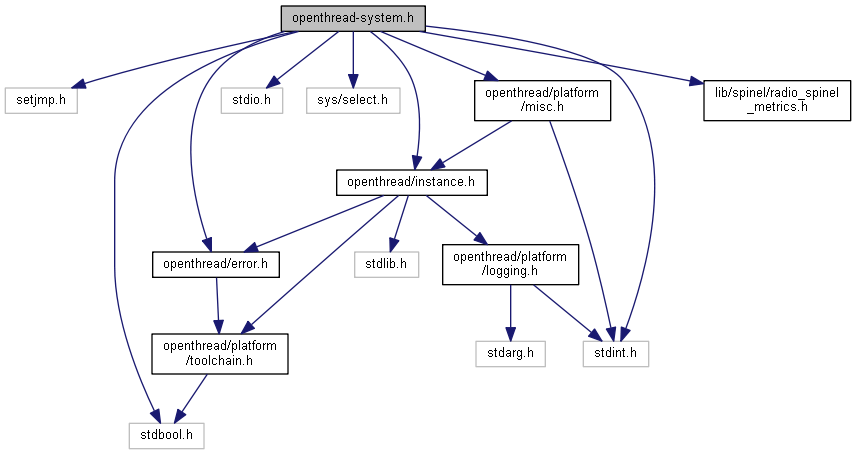 openthread-system.h
setjmp.h
stdio.h
sys/select.h
openthread/platform
/misc.h
lib/spinel/radio_spinel
_metrics.h
openthread/instance.h
openthread/error.h
stdlib.h
openthread/platform
/logging.h
openthread/platform
/toolchain.h
stdarg.h
stdint.h
stdbool.h